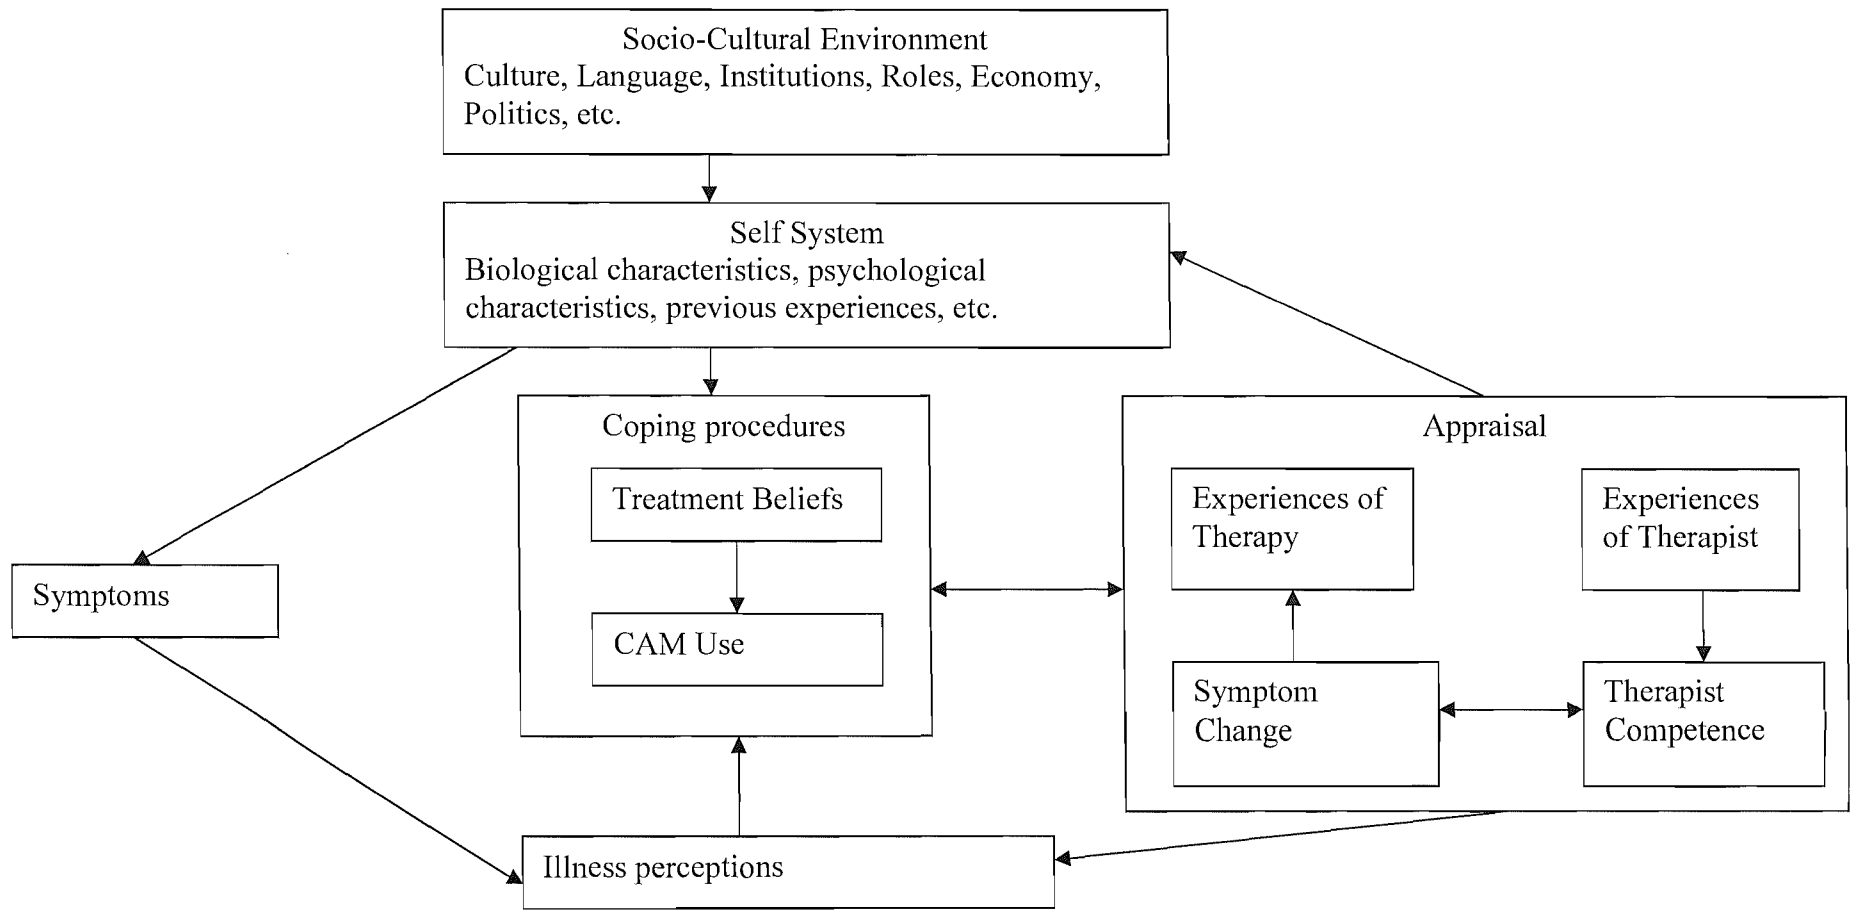 Socio-Cultural Environment
Culture, Language, Institutions, Roles, Economy,
Politics, etc.
Self System
Biological characteristics, psychological
characteristics, previous experiences, etc.
Coping procedures
Treatment Beliefs
CAM Use
Appraisal
Experiences of
Therapy
Experiences
of Therapist
Symptom
Change
Therapist
Competence
Symptoms
Illness perceptions